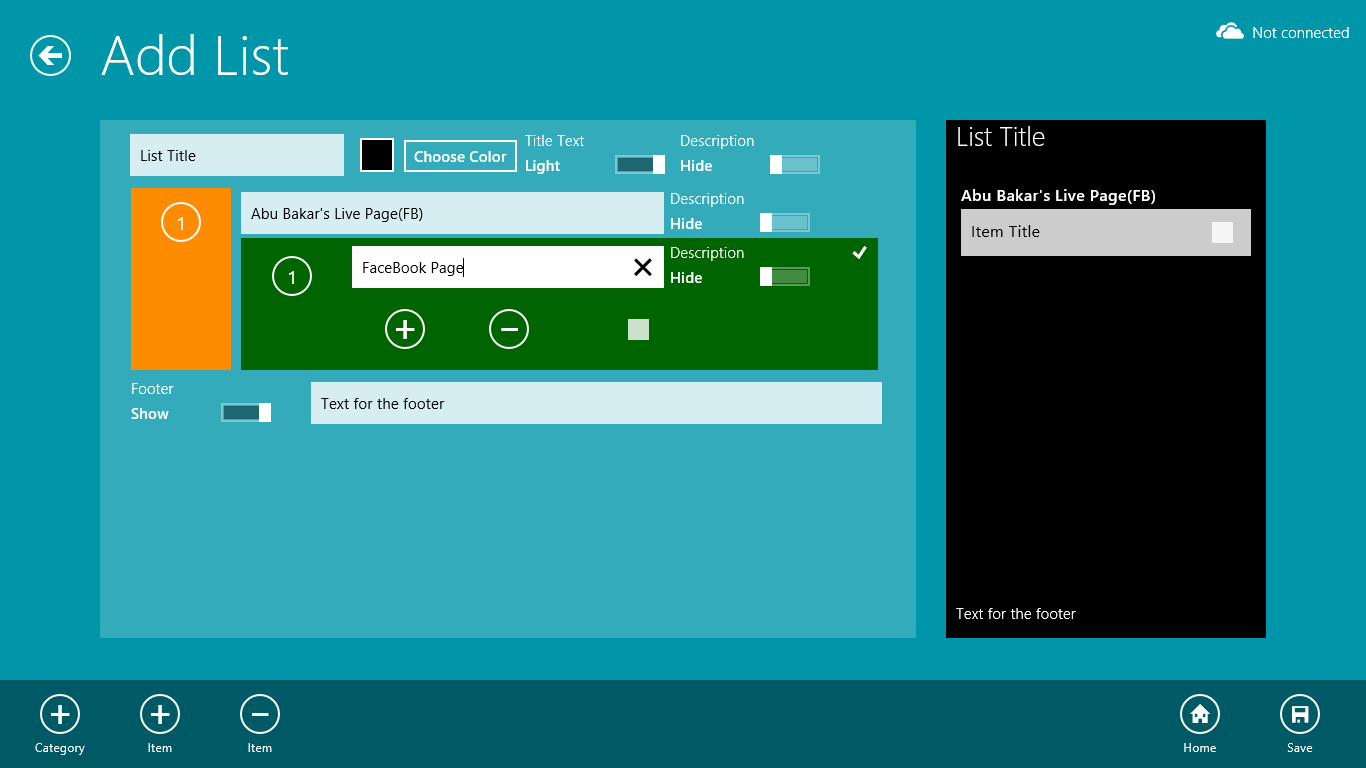 Add List
Not connected
List Title
Choose Color
Title Text
Light
Description
Hide
1
Abu Bakar's Live Page(FB)
Description
Hide
1
FaceBook Page
Description
Hide
Footer
Show
Text for the footer
List Title
Abu Bakar's Live Page(FB)
Item Title
Text for the footer
Category
Item
Item
Home
Save